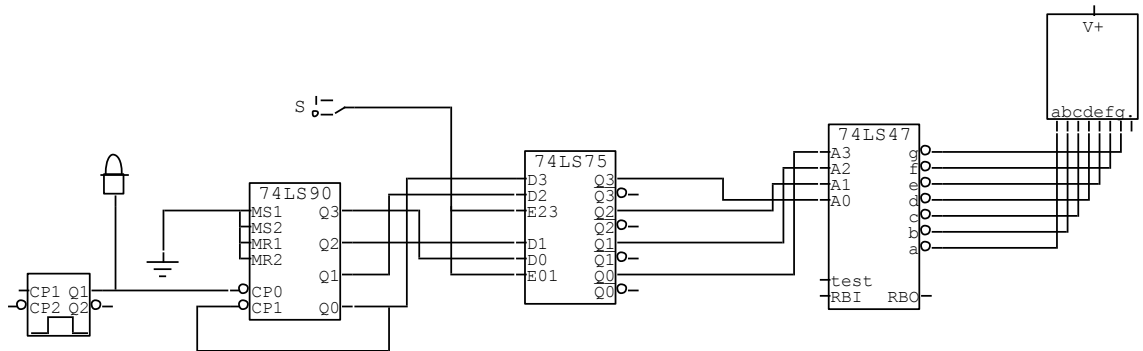 V+
abcdefg.
S
1
0
74LS47
A3 g
A2 f
A1 e
A0 d
c
b
a
test
RBI RBO
74LS75
D3 Q3
D2 Q3
E23 Q2
Q2
D1 Q1
D0 Q1
E01 Q0
Q0
74LS90
MS1 Q3
MS2
MR1 Q2
MR2
Q1
CP0
CP1 Q0
CP1 Q1
CP2 Q2